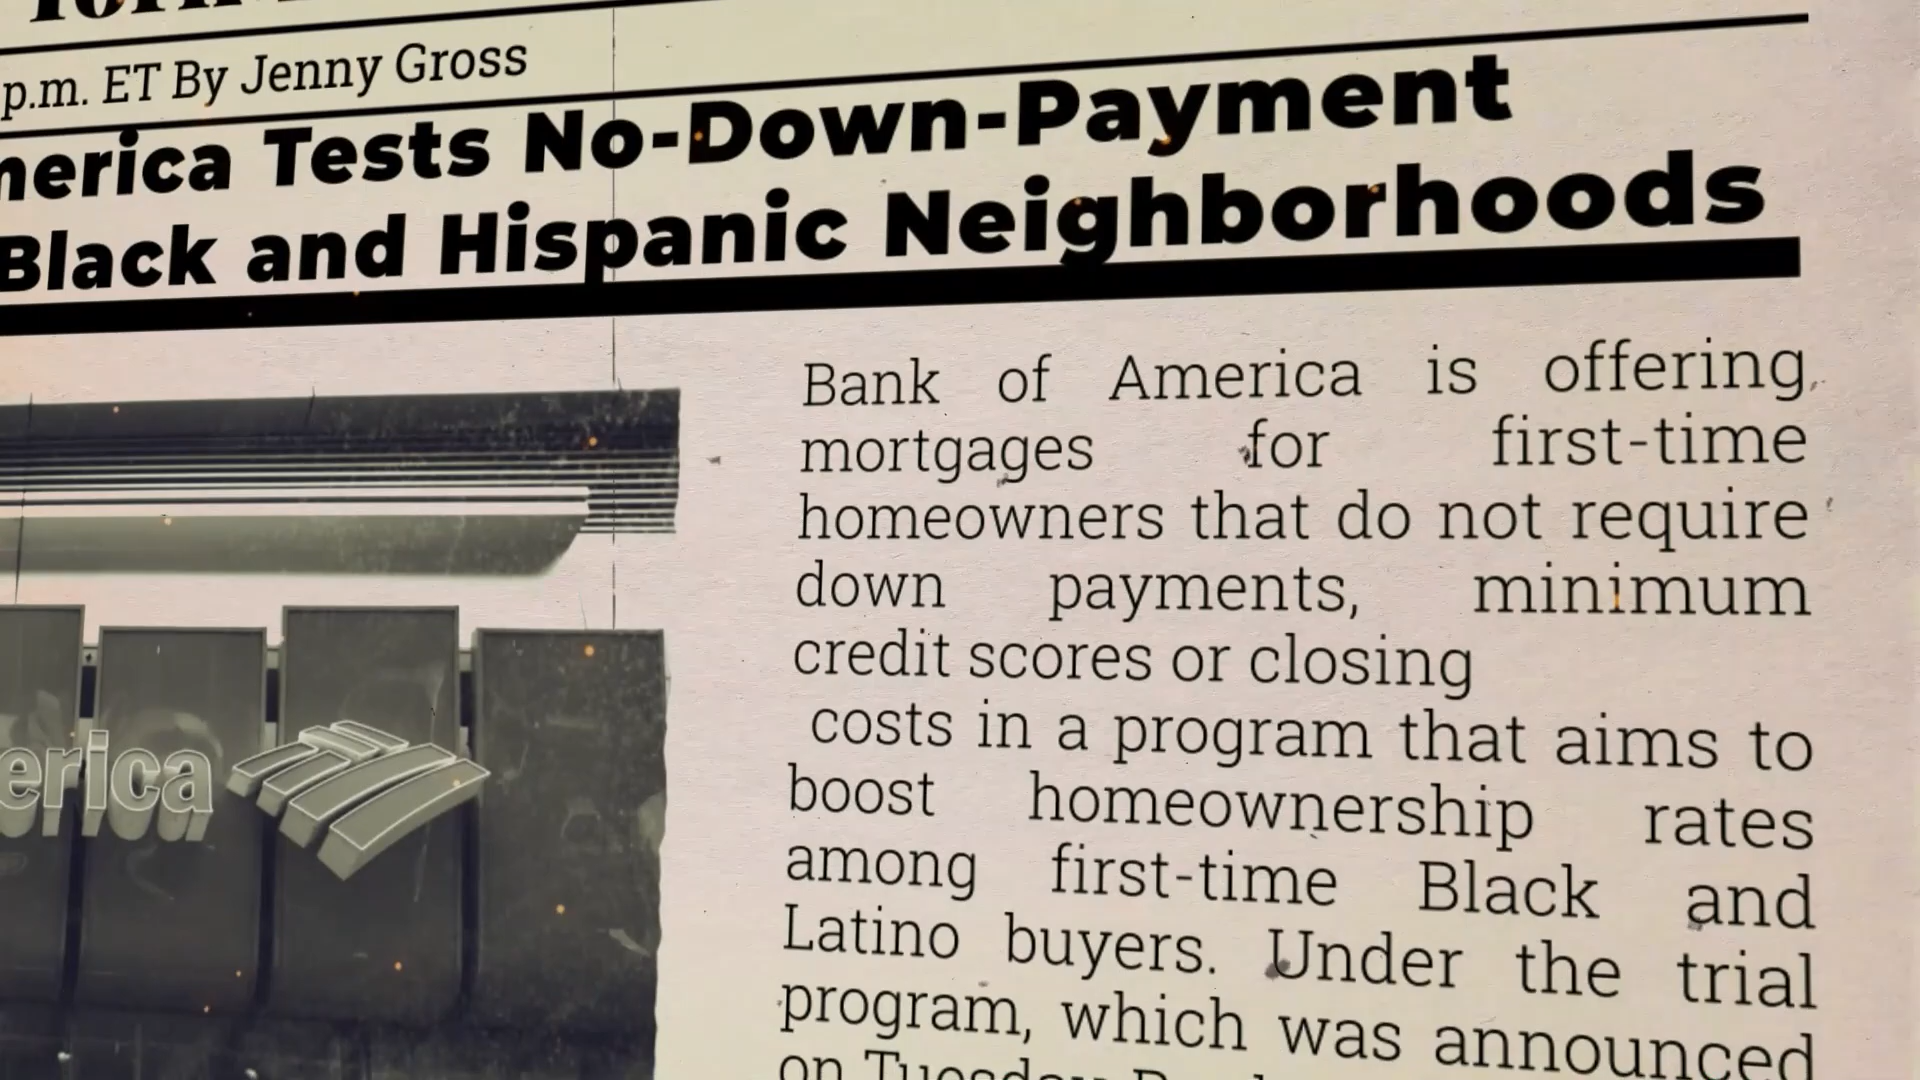 p.m. ET By Jenny Gross
Tests No-Down-Payment
Black and Hispanic Neighborhoods
Bank of America is offering
mortgages for first-time
homeowners that do not require
down payments, minimum
credit scores or closing
costs in a program that aims to
boost homeownership rates
among first-time Black and
Latino buyers. Under the trial
program, which was announced
on Tuesday
erica